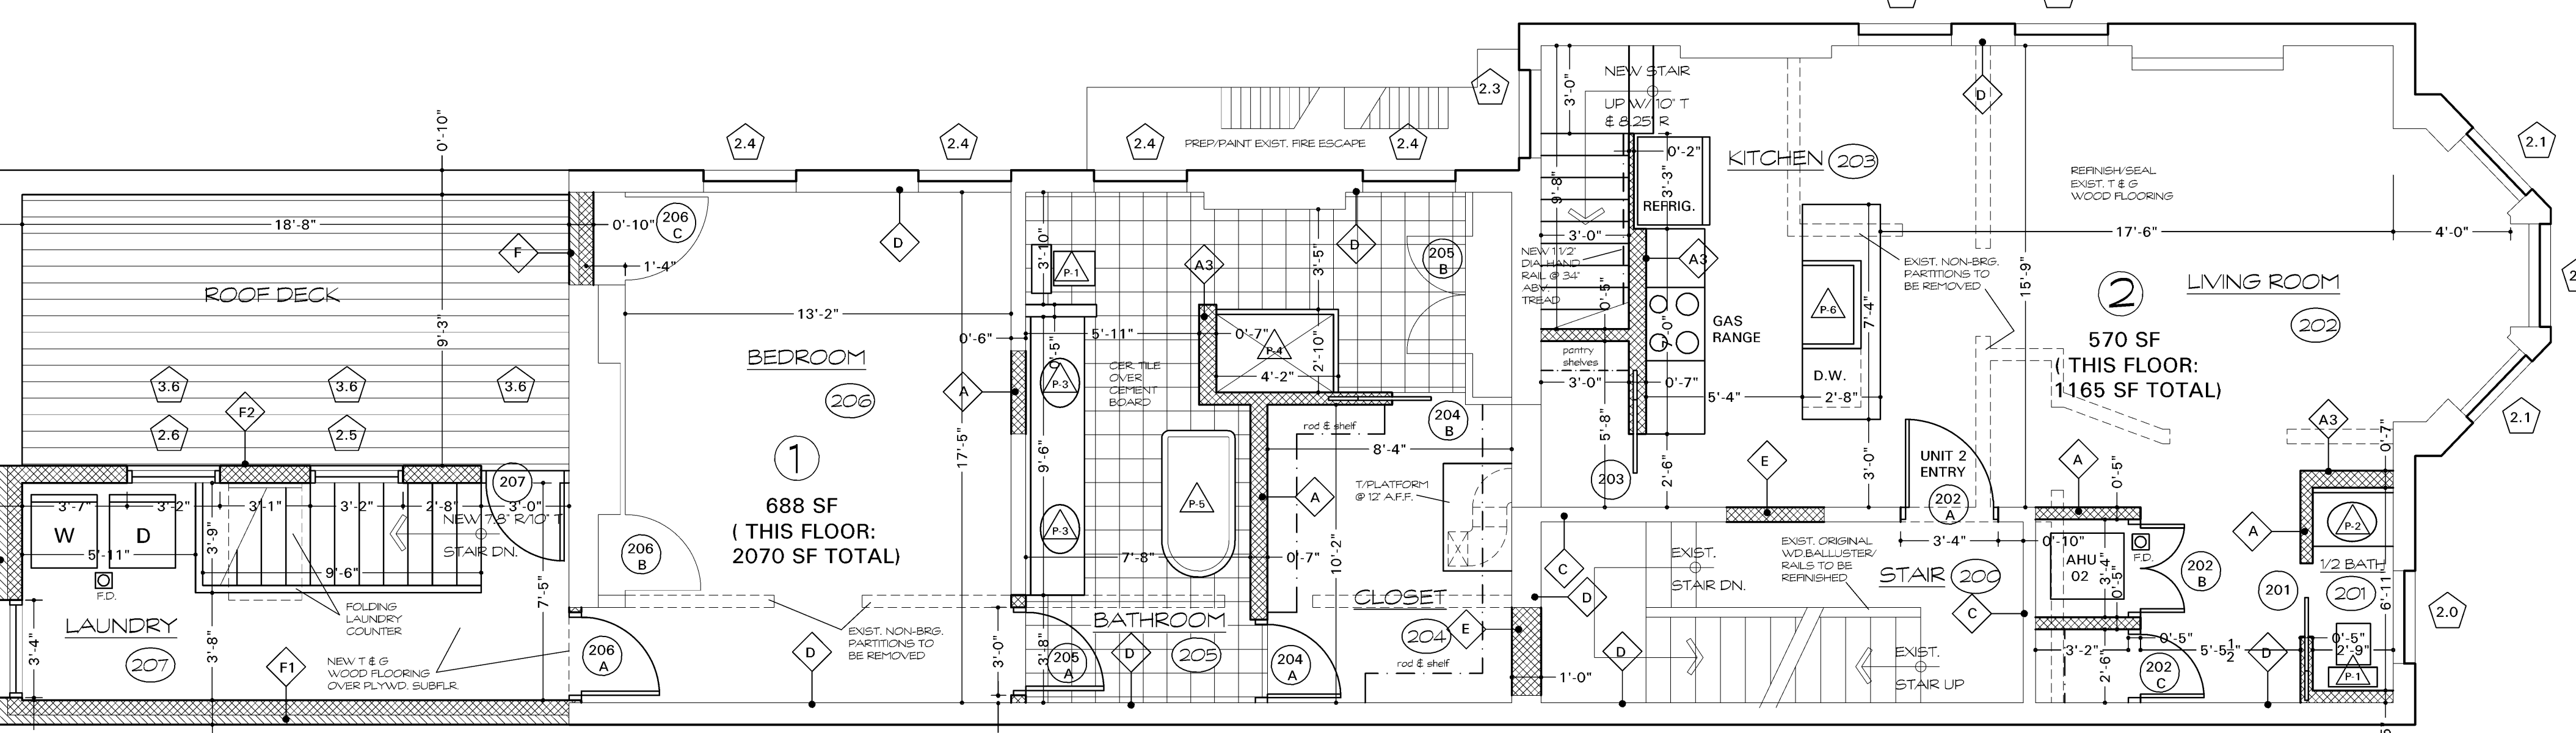 2.3
2.4
2.4
2.4
2.4
2.1
2.1
2.0
0'-10"
PREP/PAINT EXIST. FIRE ESCAPE
NEW STAIR
UP W/ 10" T
& 8.25" R
3'-0"
9'-8"
3'-0"
NEW 1 1/2"
DIA. HAND
RAIL @ 34"
ABV.
TREAD
0'-5"
0'-2"
3'-3"
REFRIG.
KITCHEN 203
D
A3
GAS
RANGE
7'-0"
P-6
7'-4"
D.W.
2'-8"
5'-4"
0'-7"
3'-0"
pantry
shelves
5'-8"
203
2'-6"
3'-0"
E
EXIST. NON-BRG.
PARTITIONS TO
BE REMOVED
15'-9"
REFINISH/SEAL
EXIST. T & G
WOOD FLOORING
17'-6"
4'-0"
2
LIVING ROOM
202
570 SF
( THIS FLOOR:
1165 SF TOTAL)
A3
0'-7"
A
0'-5"
UNIT 2
ENTRY
202
A
3'-4"
0'-10"
AHU
02
3'-4"
0'-5"
F.D.
202
B
A
P-2
1/2 BATH
201
201
6'-11"
0'-5"
3'-2"
2'-6"
202
C
0'-5"
5'-5 1/2"
D
2'-9"
P-1
18'-8"
ROOF DECK
9'-3"
F
3.6
3.6
3.6
F2
2.6
2.5
207
3'-7"
3'-2"
3'-1"
3'-2"
2'-8"
3'-0"
W
D
5'-11"
3'-9"
9'-6"
NEW 7.8" R/10" T
STAIR DN.
F.D.
7'-5"
FOLDING
LAUNDRY
COUNTER
LAUNDRY
207
3'-4"
3'-8"
F1
NEW T & G
WOOD FLOORING
OVER PLYWD. SUBFLR.
0'-10"
1'-4"
206
C
D
13'-2"
0'-6"
BEDROOM
206
A
17'-5"
1
688 SF
( THIS FLOOR:
2070 SF TOTAL)
206
B
206
A
D
EXIST. NON-BRG.
PARTITIONS TO
BE REMOVED
3'-0"
3'-10"
P-1
A3
3'-5"
D
205
B
5'-11"
0'-7"
0'-5"
P-3
P-4
2'-10"
4'-2"
CER. TILE
OVER
CEMENT
BOARD
9'-6"
P-3
P-5
7'-8"
0'-7"
A
BATHROOM
205
3'-8"
205
A
D
204
A
rod & shelf
204
B
8'-4"
T/PLATFORM
@ 12" A.F.F.
10'-2"
CLOSET
204
E
rod & shelf
1'-0"
C
D
EXIST.
STAIR DN.
EXIST. ORIGINAL
WD.BALLUSTER/
RAILS TO BE
REFINISHED
STAIR 200
C
D
EXIST.
STAIR UP